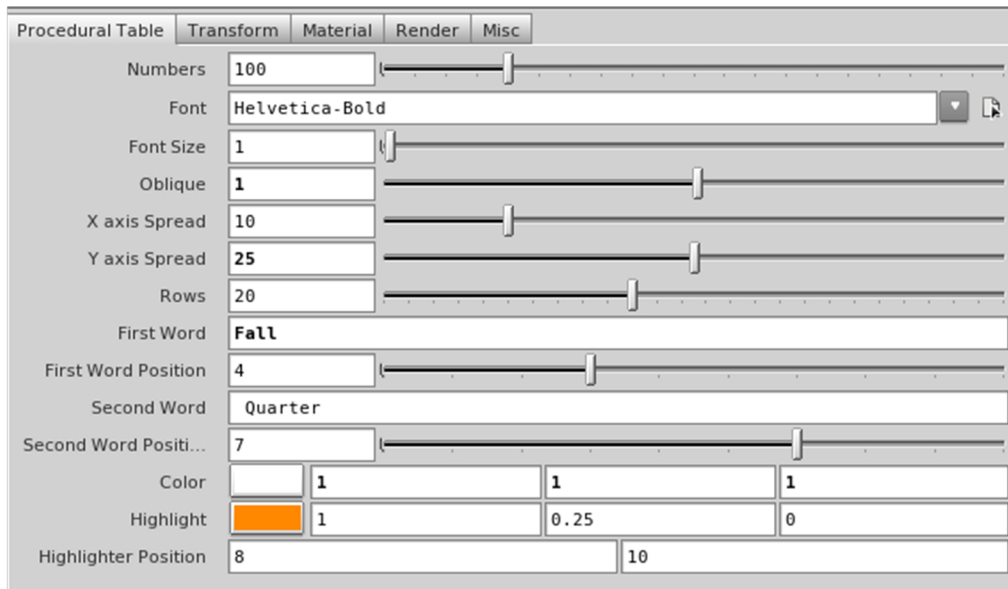 Procedural Table Transform Material Render Misc
Numbers 100
Font Helvetica-Bold
Font Size 1
Oblique 1
X axis Spread 10
Y axis Spread 25
Rows 20
First Word Fall
First Word Position 4
Second Word Quarter
Second Word Positi... 7
Color 1 1 1
Highlight 1 0.25 0
Highlighter Position 8 10